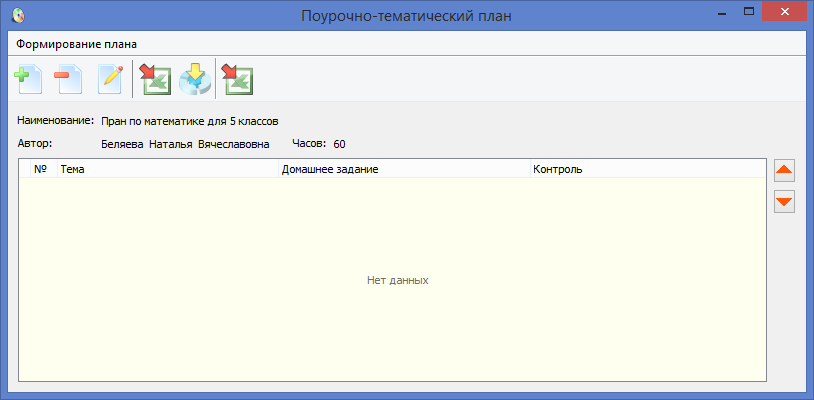 Поурочно-тематический план
Формирование плана
Наименование: Пран по математике для 5 классов
Автор: Беляева Наталья Вячеславовна Часов: 60
№ Тема Домашнее задание Контроль
Нет данных